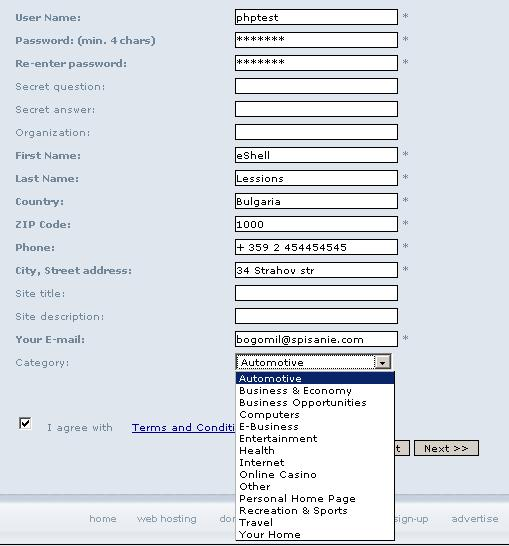 User Name: phptest *
Password: (min. 4 chars) ******* *
Re-enter password: ******* *
Secret question:
Secret answer:
Organization:
First Name: eShell *
Last Name: Lessions *
Country: Bulgaria *
ZIP Code: 1000 *
Phone: + 359 2 454454545 *
City, Street address: 34 Strahov str *
Site title:
Site description:
Your E-mail: bogomil@spisanie.com *
Category: Automotive
Automotive
Business & Economy
Business Opportunities
Computers
E-Business
Entertainment
Health
Internet
Online Casino
Other
Personal Home Page
Recreation & Sports
Travel
Your Home
I agree with Terms and Conditi
t Next >>
home web hosting dor sign-up advertise